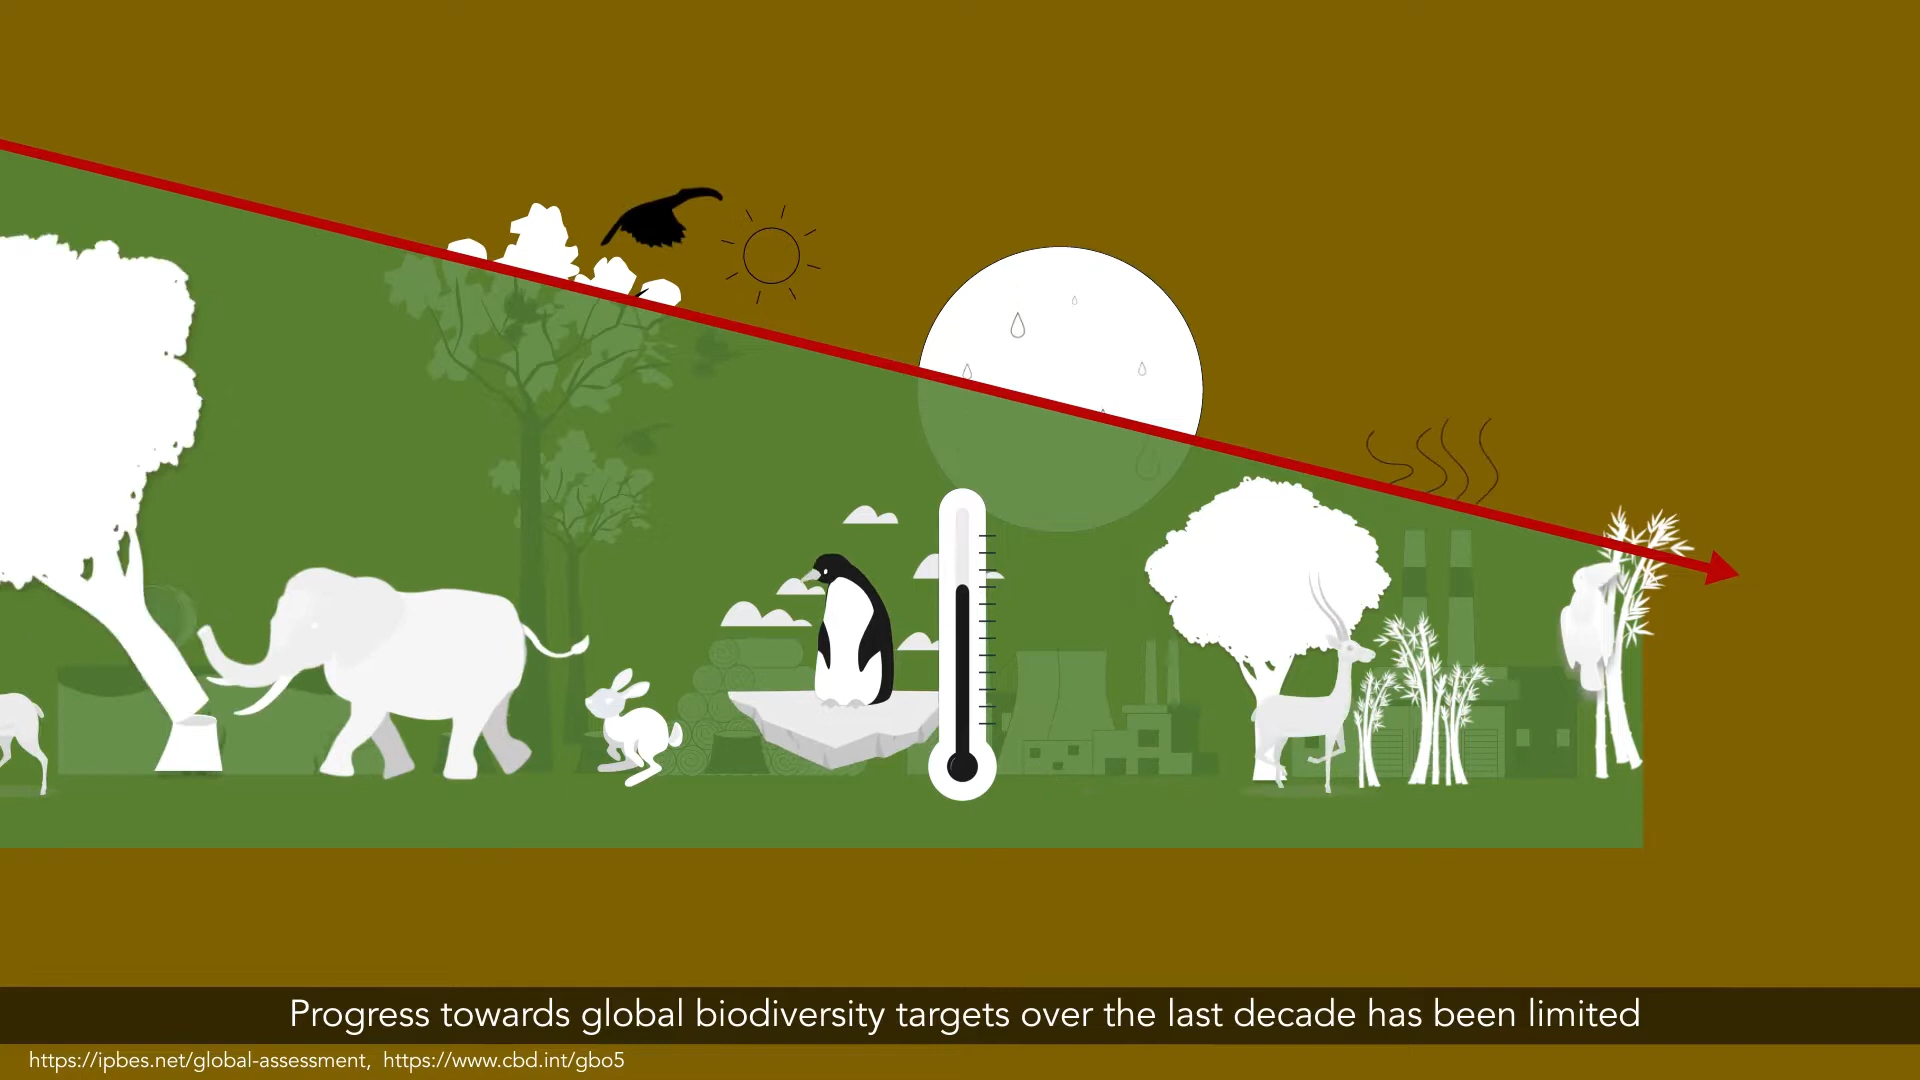 Progress towards global biodiversity targets over the last decade has been limited
https://ipbes.net/global-assessment,  https://www.cbd.int/gbo5